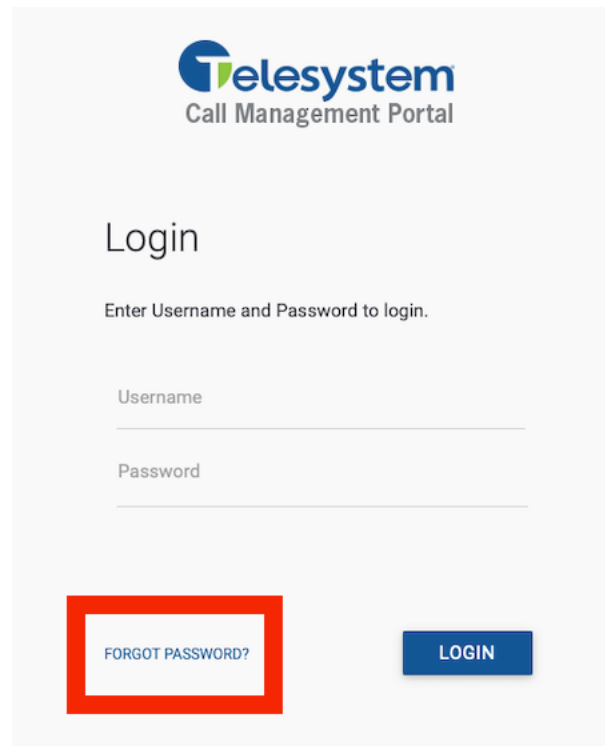 Telesystem
Call Management Portal
Login
Enter Username and Password to login.
Username
Password
FORGOT PASSWORD?
LOGIN